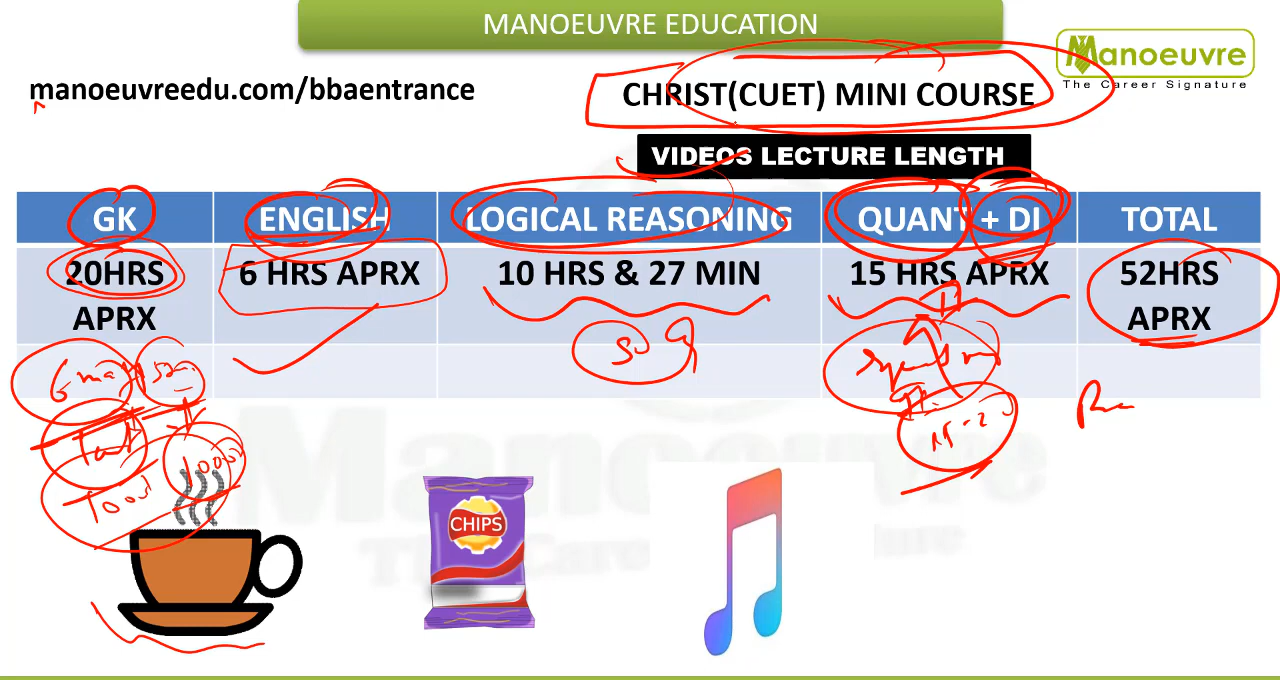 MANOEUVRE EDUCATION
manoeuvreedu.com/bbaentrance
CHRIST(CUET) MINI COURSE
Manoeuvre
The Career Signature
VIDEOS LECTURE LENGTH
GK ENGLISH LOGICAL REASONING QUANT + DI TOTAL
20HRS APRX 6 HRS APRX 10 HRS & 27 MIN 15 HRS APRX 52HRS APRX
CHIPS